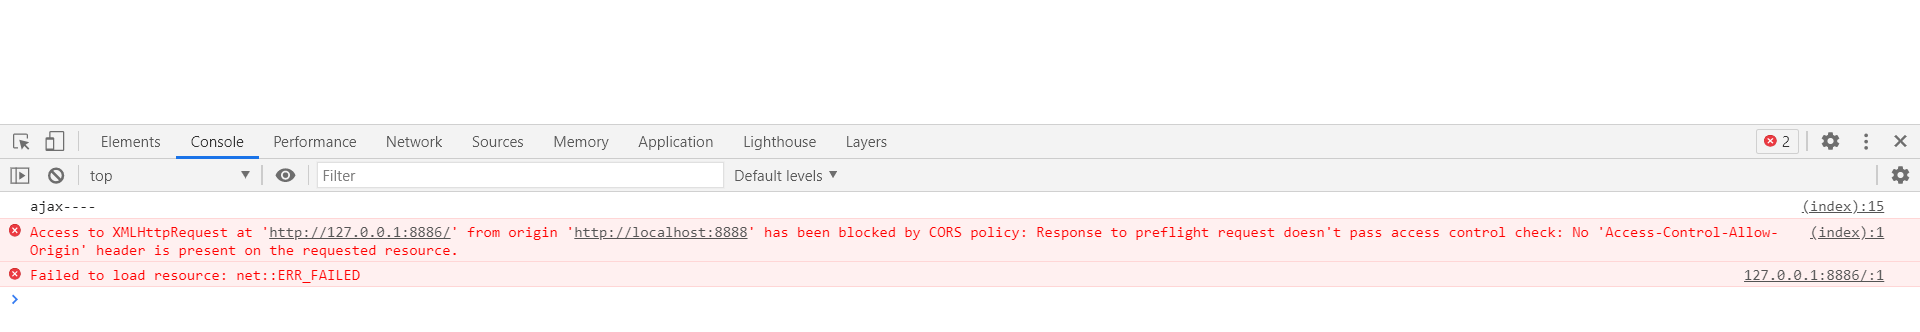 Elements Console Performance Network Sources Memory Application Lighthouse Layers 2
top Filter Default levels
ajax---- (index):15
Access to XMLHttpRequest at 'http://127.0.0.1:8886/' from origin 'http://localhost:8888' has been blocked by CORS policy: Response to preflight request doesn't pass access control check: No 'Access-Control-Allow- (index):1
Origin' header is present on the requested resource.
Failed to load resource: net::ERR_FAILED 127.0.0.1:8886/:1